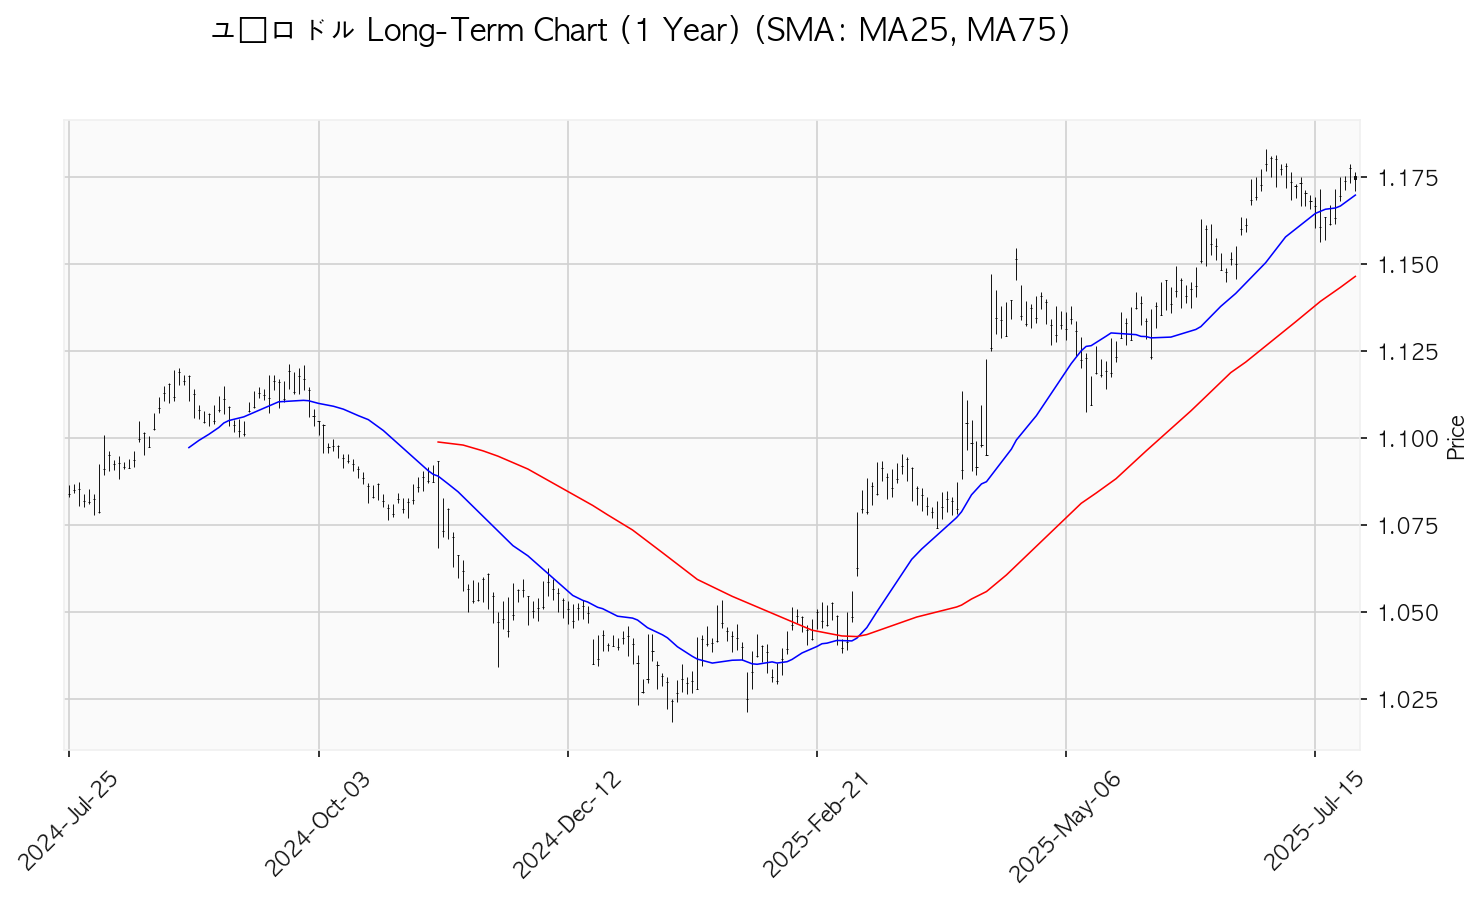 ユ□ロドル Long-Term Chart (1 Year) (SMA: MA25, MA75)
1.175
1.150
1.125
1.100
1.075
1.050
1.025
Price
2024-Jul-25
2024-Oct-03
2024-Dec-12
2025-Feb-21
2025-May-06
2025-Jul-15